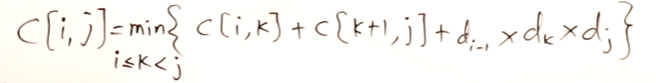 C[i,j]=min{ C[i,k] + C[k+1,j] + d_{i-1} × d_k × d_j }
i≤k<j